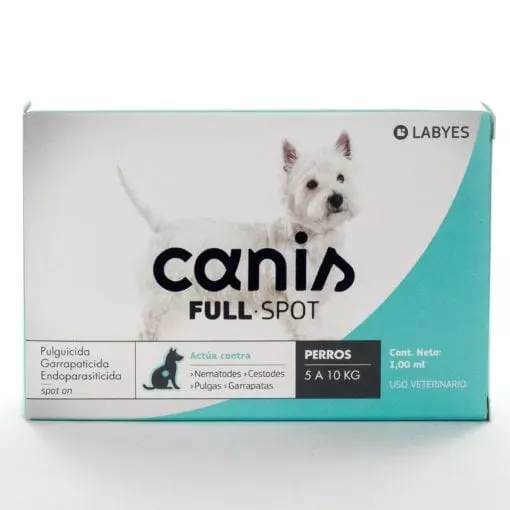 LABYES
canis
FULL·SPOT
Pulguicida
Garrapaticida
Endoparasiticida
spot on
Actúa contra
›Nematodes ›Cestodes
›Pulgas ›Garrapatas
PERROS
5 A 10 KG
Cont. Neto:
1,00 ml
USO VETERINARIO